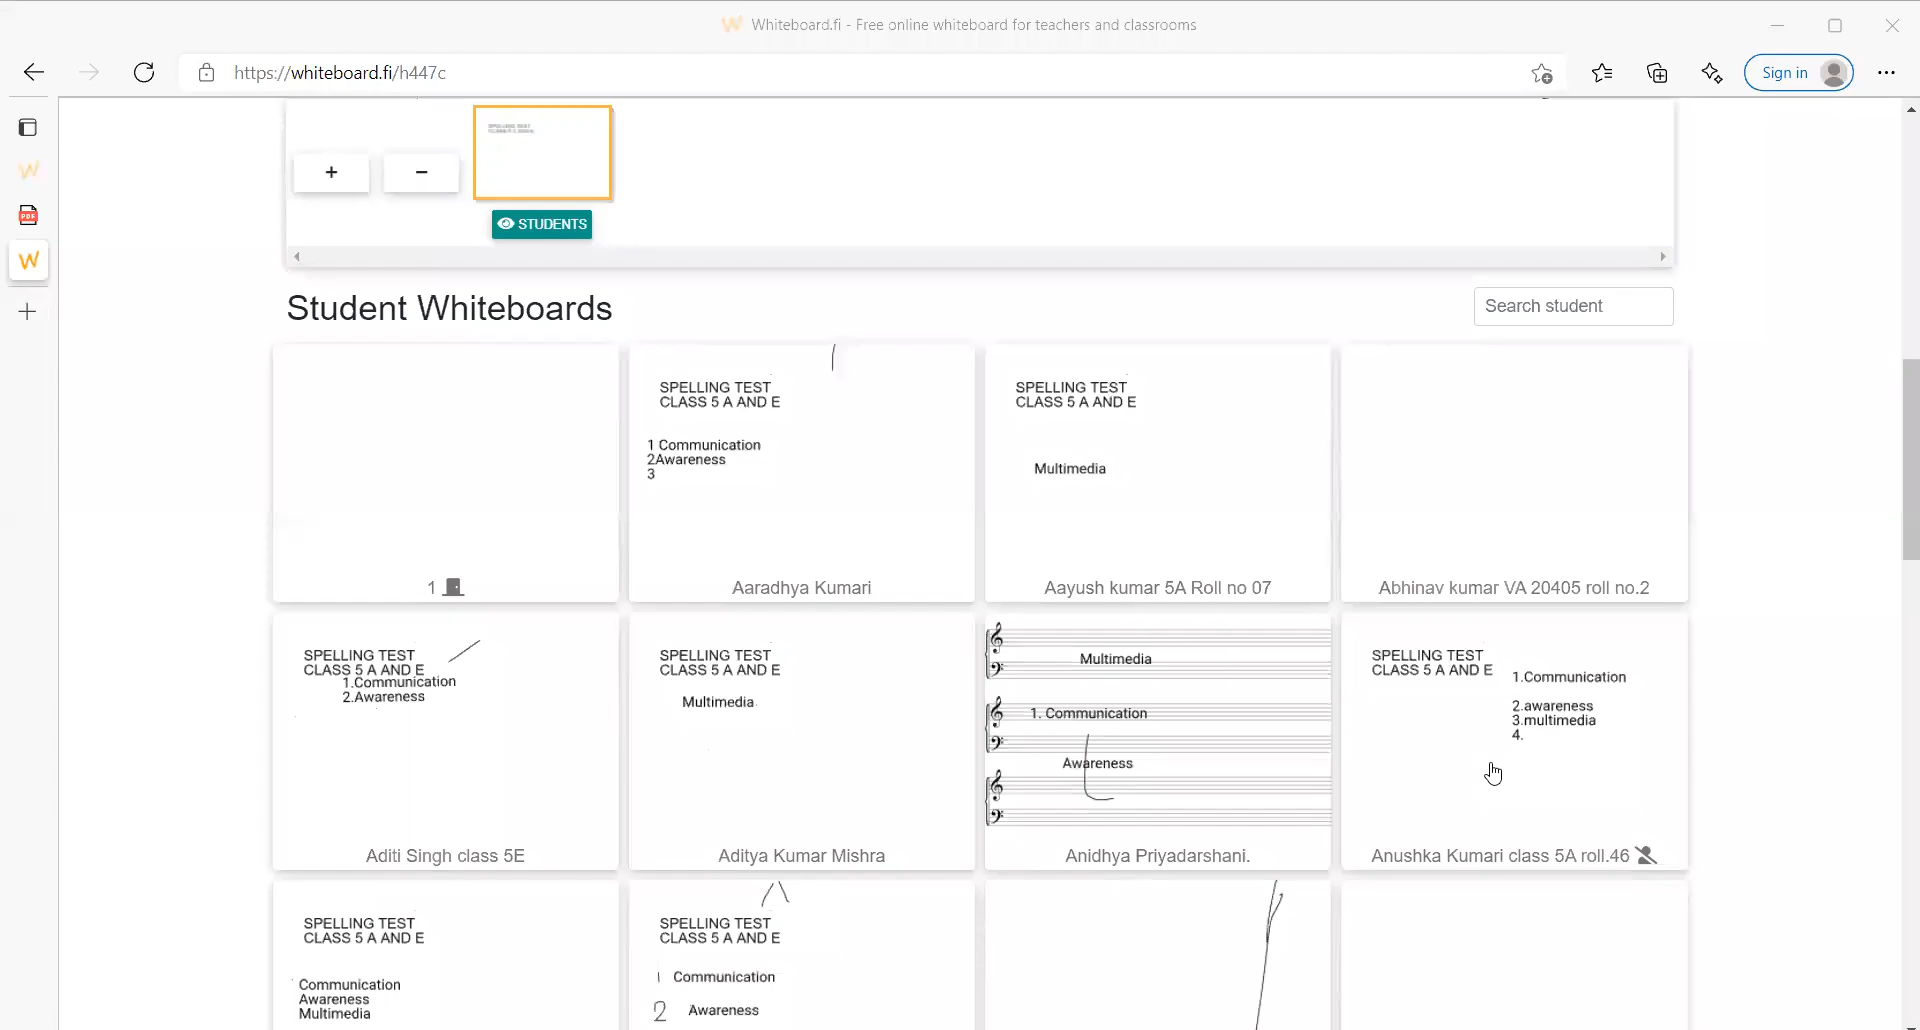 Whiteboard.fi - Free online whiteboard for teachers and classrooms
https://whiteboard.fi/h447c
Sign in
PDF
+
−
SPELLING TEST
STUDENTS
Student Whiteboards
Search student
1
SPELLING TEST
CLASS 5 A AND E
1 Communication
2Awareness
3
Aaradhya Kumari
SPELLING TEST
CLASS 5 A AND E
Multimedia
Aayush kumar 5A Roll no 07
Abhinav kumar VA 20405 roll no.2
SPELLING TEST
CLASS 5 A AND E
1.Communication
2.Awareness
Aditi Singh class 5E
SPELLING TEST
CLASS 5 A AND E
Multimedia
Aditya Kumar Mishra
Multimedia
1. Communication
Awareness
Anidhya Priyadarshani.
SPELLING TEST
CLASS 5 A AND E
1.Communication
2.awareness
3.multimedia
4.
Anushka Kumari class 5A roll.46
SPELLING TEST
CLASS 5 A AND E
Communication
Awareness
Multimedia
SPELLING TEST
CLASS 5 A AND E
1 Communication
2 Awareness